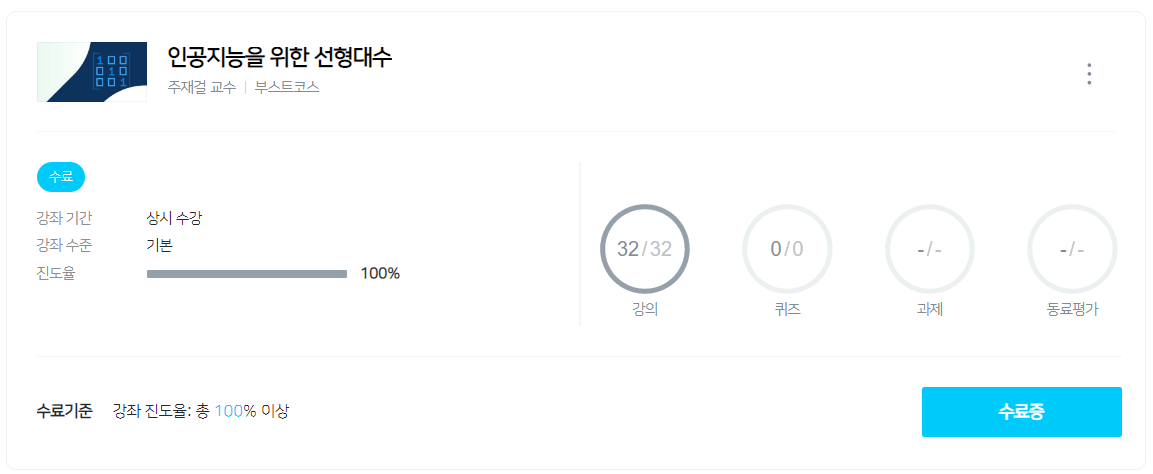 인공지능을 위한 선형대수
주재걸 교수 | 부스트코스
수료
강좌 기간 상시 수강
강좌 수준 기본
진도율 100%
32/32 0/0 -/- -/-
강의 퀴즈 과제 동료평가
수료기준 강좌 진도율: 총 100% 이상
수료증